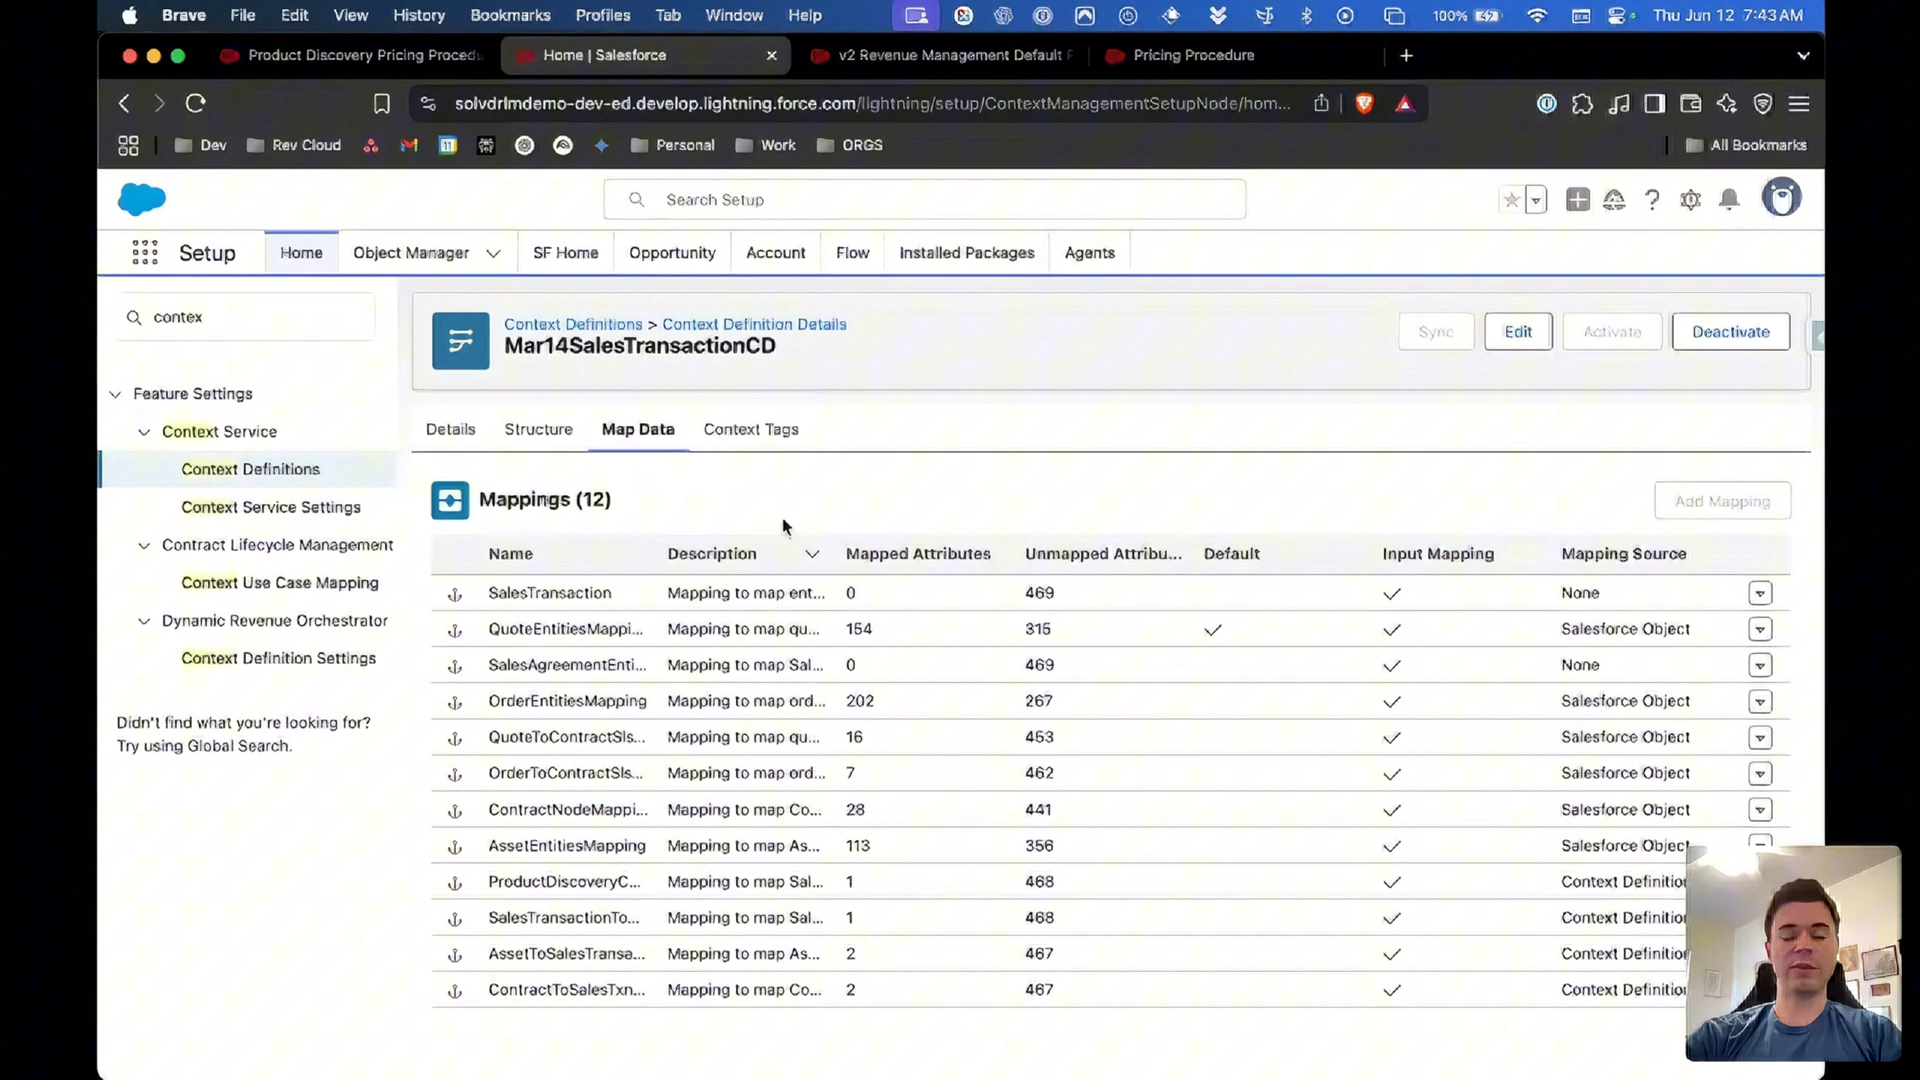 Brave File Edit View History Bookmarks Profiles Tab Window Help 100% Thu Jun 12 7:43 AM
Product Discovery Pricing Procedu Home | Salesforce v2 Revenue Management Default Pricing Procedure
solvdrlmdemo-dev-ed.develop.lightning.force.com/lightning/setup/ContextManagementSetupNode/hom...
Dev Rev Cloud Personal Work ORGS All Bookmarks
Search Setup
Setup Home Object Manager SF Home Opportunity Account Flow Installed Packages Agents
contex
Feature Settings
Context Service
Context Definitions
Context Service Settings
Contract Lifecycle Management
Context Use Case Mapping
Dynamic Revenue Orchestrator
Context Definition Settings
Didn't find what you're looking for?
Try using Global Search.
Context Definitions > Context Definition Details
Mar14SalesTransactionCD
Sync Edit Activate Deactivate
Details Structure Map Data Context Tags
Mappings (12)
Add Mapping
Name Description Mapped Attributes Unmapped Attribu... Default Input Mapping Mapping Source
SalesTransaction Mapping to map ent... 0 469 None
QuoteEntitiesMappi... Mapping to map qu... 154 315 Salesforce Object
SalesAgreementEnti... Mapping to map Sal... 0 469 None
OrderEntitiesMapping Mapping to map ord... 202 267 Salesforce Object
QuoteToContractSls... Mapping to map qu... 16 453 Salesforce Object
OrderToContractSls... Mapping to map ord... 7 462 Salesforce Object
ContractNodeMappi... Mapping to map Co... 28 441 Salesforce Object
AssetEntitiesMapping Mapping to map As... 113 356 Salesforce Object
ProductDiscoveryC... Mapping to map Sal... 1 468 Context Definition
SalesTransactionTo... Mapping to map Sal... 1 468 Context Definition
AssetToSalesTransa... Mapping to map As... 2 467 Context Definition
ContractToSalesTxn... Mapping to map Co... 2 467 Context Definition